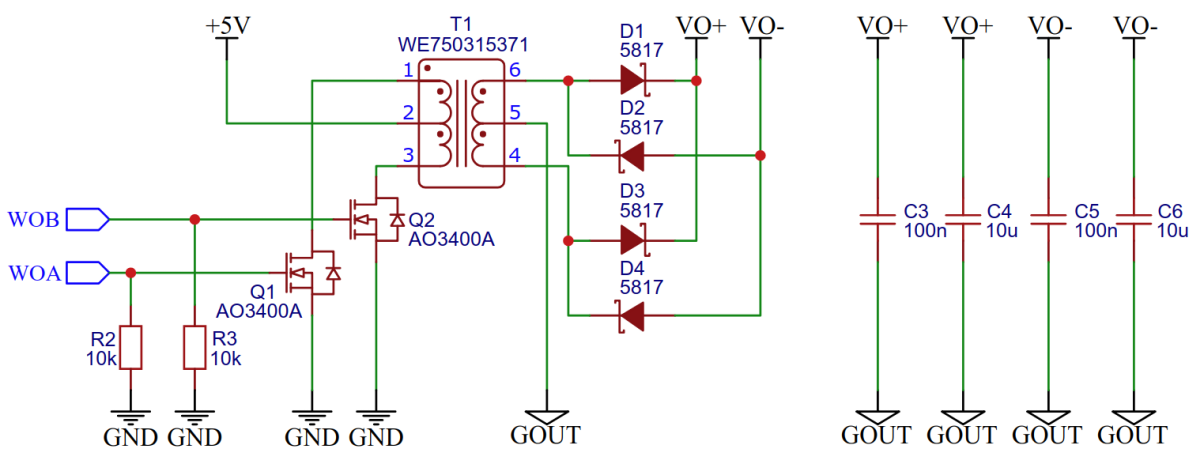 +5V
T1
WE750315371
1
2
3
6
5
4
D1
5817
D2
5817
D3
5817
D4
5817
VO+
VO-
WOB
WOA
Q2
AO3400A
Q1
AO3400A
R2
10k
R3
10k
GND
GND
GND
GND
GOUT
VO+
VO+
VO-
VO-
C3
100n
C4
10u
C5
100n
C6
10u
GOUT
GOUT
GOUT
GOUT